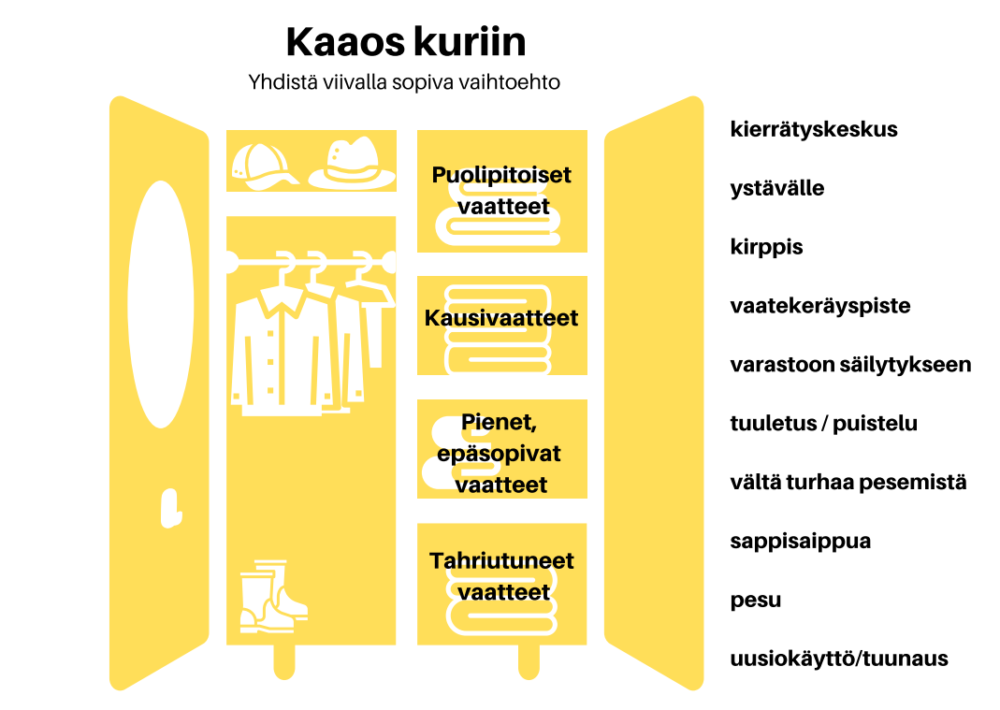 Kaaos kuriin
Yhdistä viivalla sopiva vaihtoehto
Puolipitoiset
vaatteet
Kausivaatteet
Pienet,
epäsopivat
vaatteet
Tahriutuneet
vaatteet
kierrätyskeskus
ystävälle
kirppis
vaatekeräyspiste
varastoon säilytykseen
tuuletus / puistelu
vältä turhaa pesemistä
sappisaippua
pesu
uusiokäyttö/tuunaus